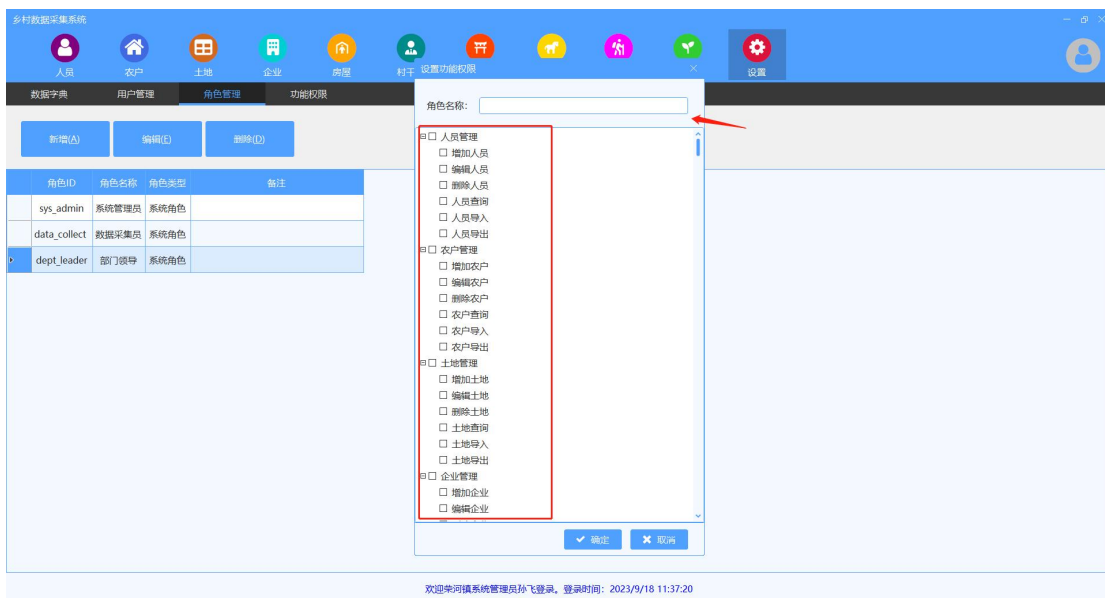 乡村数据采集系统
人员
农户
土地
企业
房屋
村干
设置
设置功能权限
数据字典
用户管理
角色管理
功能权限
角色名称:
新增(A)
编辑(E)
删除(D)
角色ID 角色名称 角色类型 备注
sys_admin 系统管理员 系统角色
data_collect 数据采集员 系统角色
dept_leader 部门领导 系统角色
人员管理
增加人员
编辑人员
删除人员
人员查询
人员导入
人员导出
农户管理
增加农户
编辑农户
删除农户
农户查询
农户导入
农户导出
土地管理
增加土地
编辑土地
删除土地
土地查询
土地导入
土地导出
企业管理
增加企业
编辑企业
确定
取消
欢迎荣河镇系统管理员孙飞登录。登录时间：2023/9/18 11:37:20